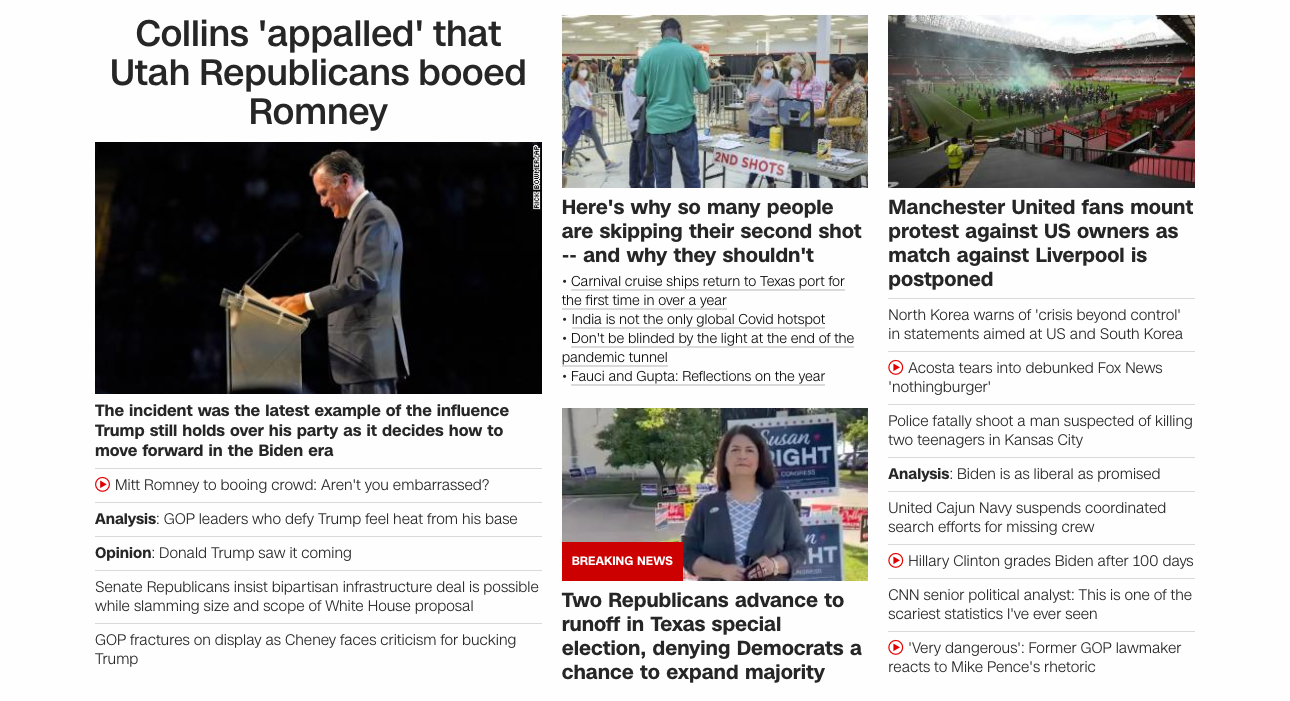 Collins 'appalled' that
Utah Republicans booed
Romney
RICK BOWMER/AP
The incident was the latest example of the influence
Trump still holds over his party as it decides how to
move forward in the Biden era
Mitt Romney to booing crowd: Aren't you embarrassed?
Analysis: GOP leaders who defy Trump feel heat from his base
Opinion: Donald Trump saw it coming
Senate Republicans insist bipartisan infrastructure deal is possible
while slamming size and scope of White House proposal
GOP fractures on display as Cheney faces criticism for bucking
Trump
2ND SHOTS
Here's why so many people
are skipping their second shot
-- and why they shouldn't
• Carnival cruise ships return to Texas port for
the first time in over a year
• India is not the only global Covid hotspot
• Don't be blinded by the light at the end of the
pandemic tunnel
• Fauci and Gupta: Reflections on the year
Susan
RIGHT
CONGRESS
HT
BREAKING NEWS
Two Republicans advance to
runoff in Texas special
election, denying Democrats a
chance to expand majority
Manchester United fans mount
protest against US owners as
match against Liverpool is
postponed
North Korea warns of 'crisis beyond control'
in statements aimed at US and South Korea
Acosta tears into debunked Fox News
'nothingburger'
Police fatally shoot a man suspected of killing
two teenagers in Kansas City
Analysis: Biden is as liberal as promised
United Cajun Navy suspends coordinated
search efforts for missing crew
Hillary Clinton grades Biden after 100 days
CNN senior political analyst: This is one of the
scariest statistics I've ever seen
'Very dangerous': Former GOP lawmaker
reacts to Mike Pence's rhetoric